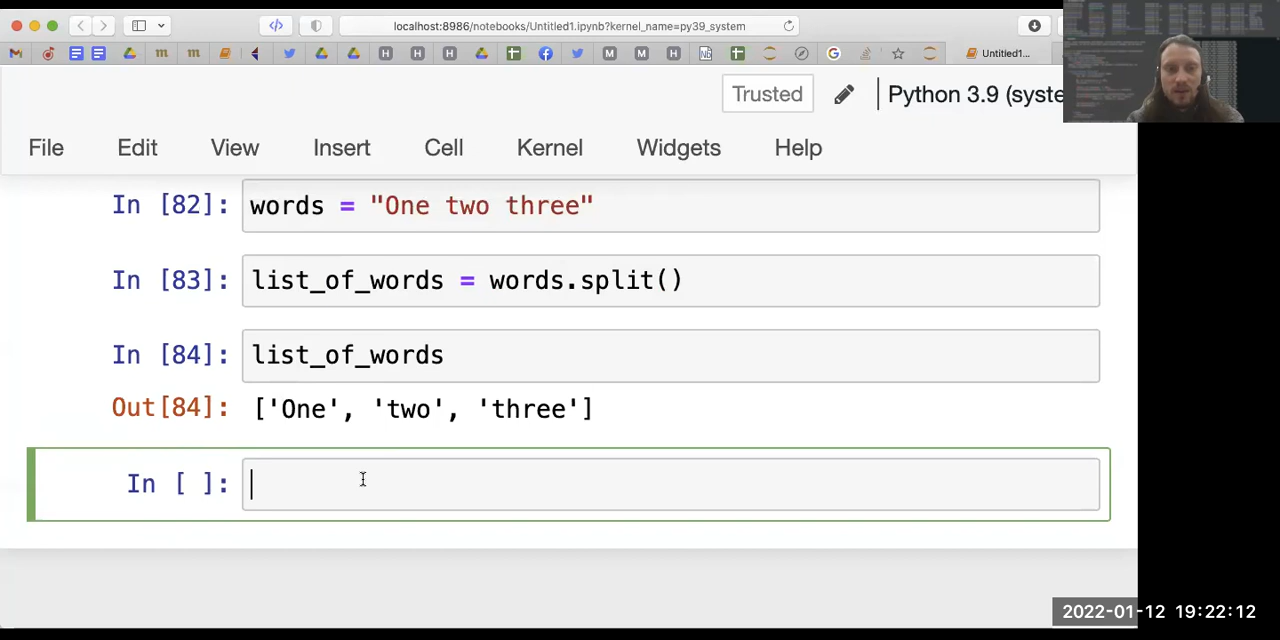 localhost:8986/notebooks/Untitled1.ipynb?kernel_name=py39_system
Untitled1...
Trusted
Python 3.9 (syste
File Edit View Insert Cell Kernel Widgets Help
In [82]: words = "One two three"
In [83]: list_of_words = words.split()
In [84]: list_of_words
Out[84]: ['One', 'two', 'three']
In [ ]:
2022-01-12 19:22:12